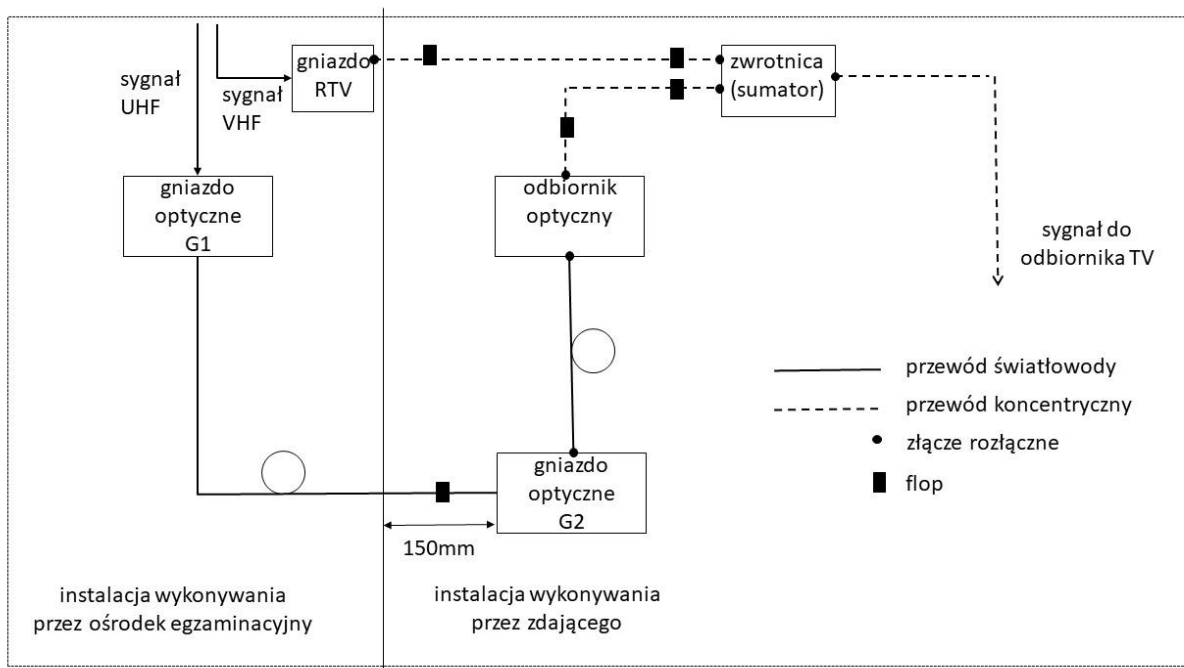 sygnał
UHF
sygnał
VHF
gniazdo
RTV
zwrotnica
(sumator)
gniazdo
optyczne
G1
odbiornik
optyczny
sygnał do
odbiornika TV
przewód światłowody
przewód koncentryczny
złącze rozłączne
flop
gniazdo
optyczne
G2
150mm
instalacja wykonywania
przez ośrodek egzaminacyjny
instalacja wykonywania
przez zdającego